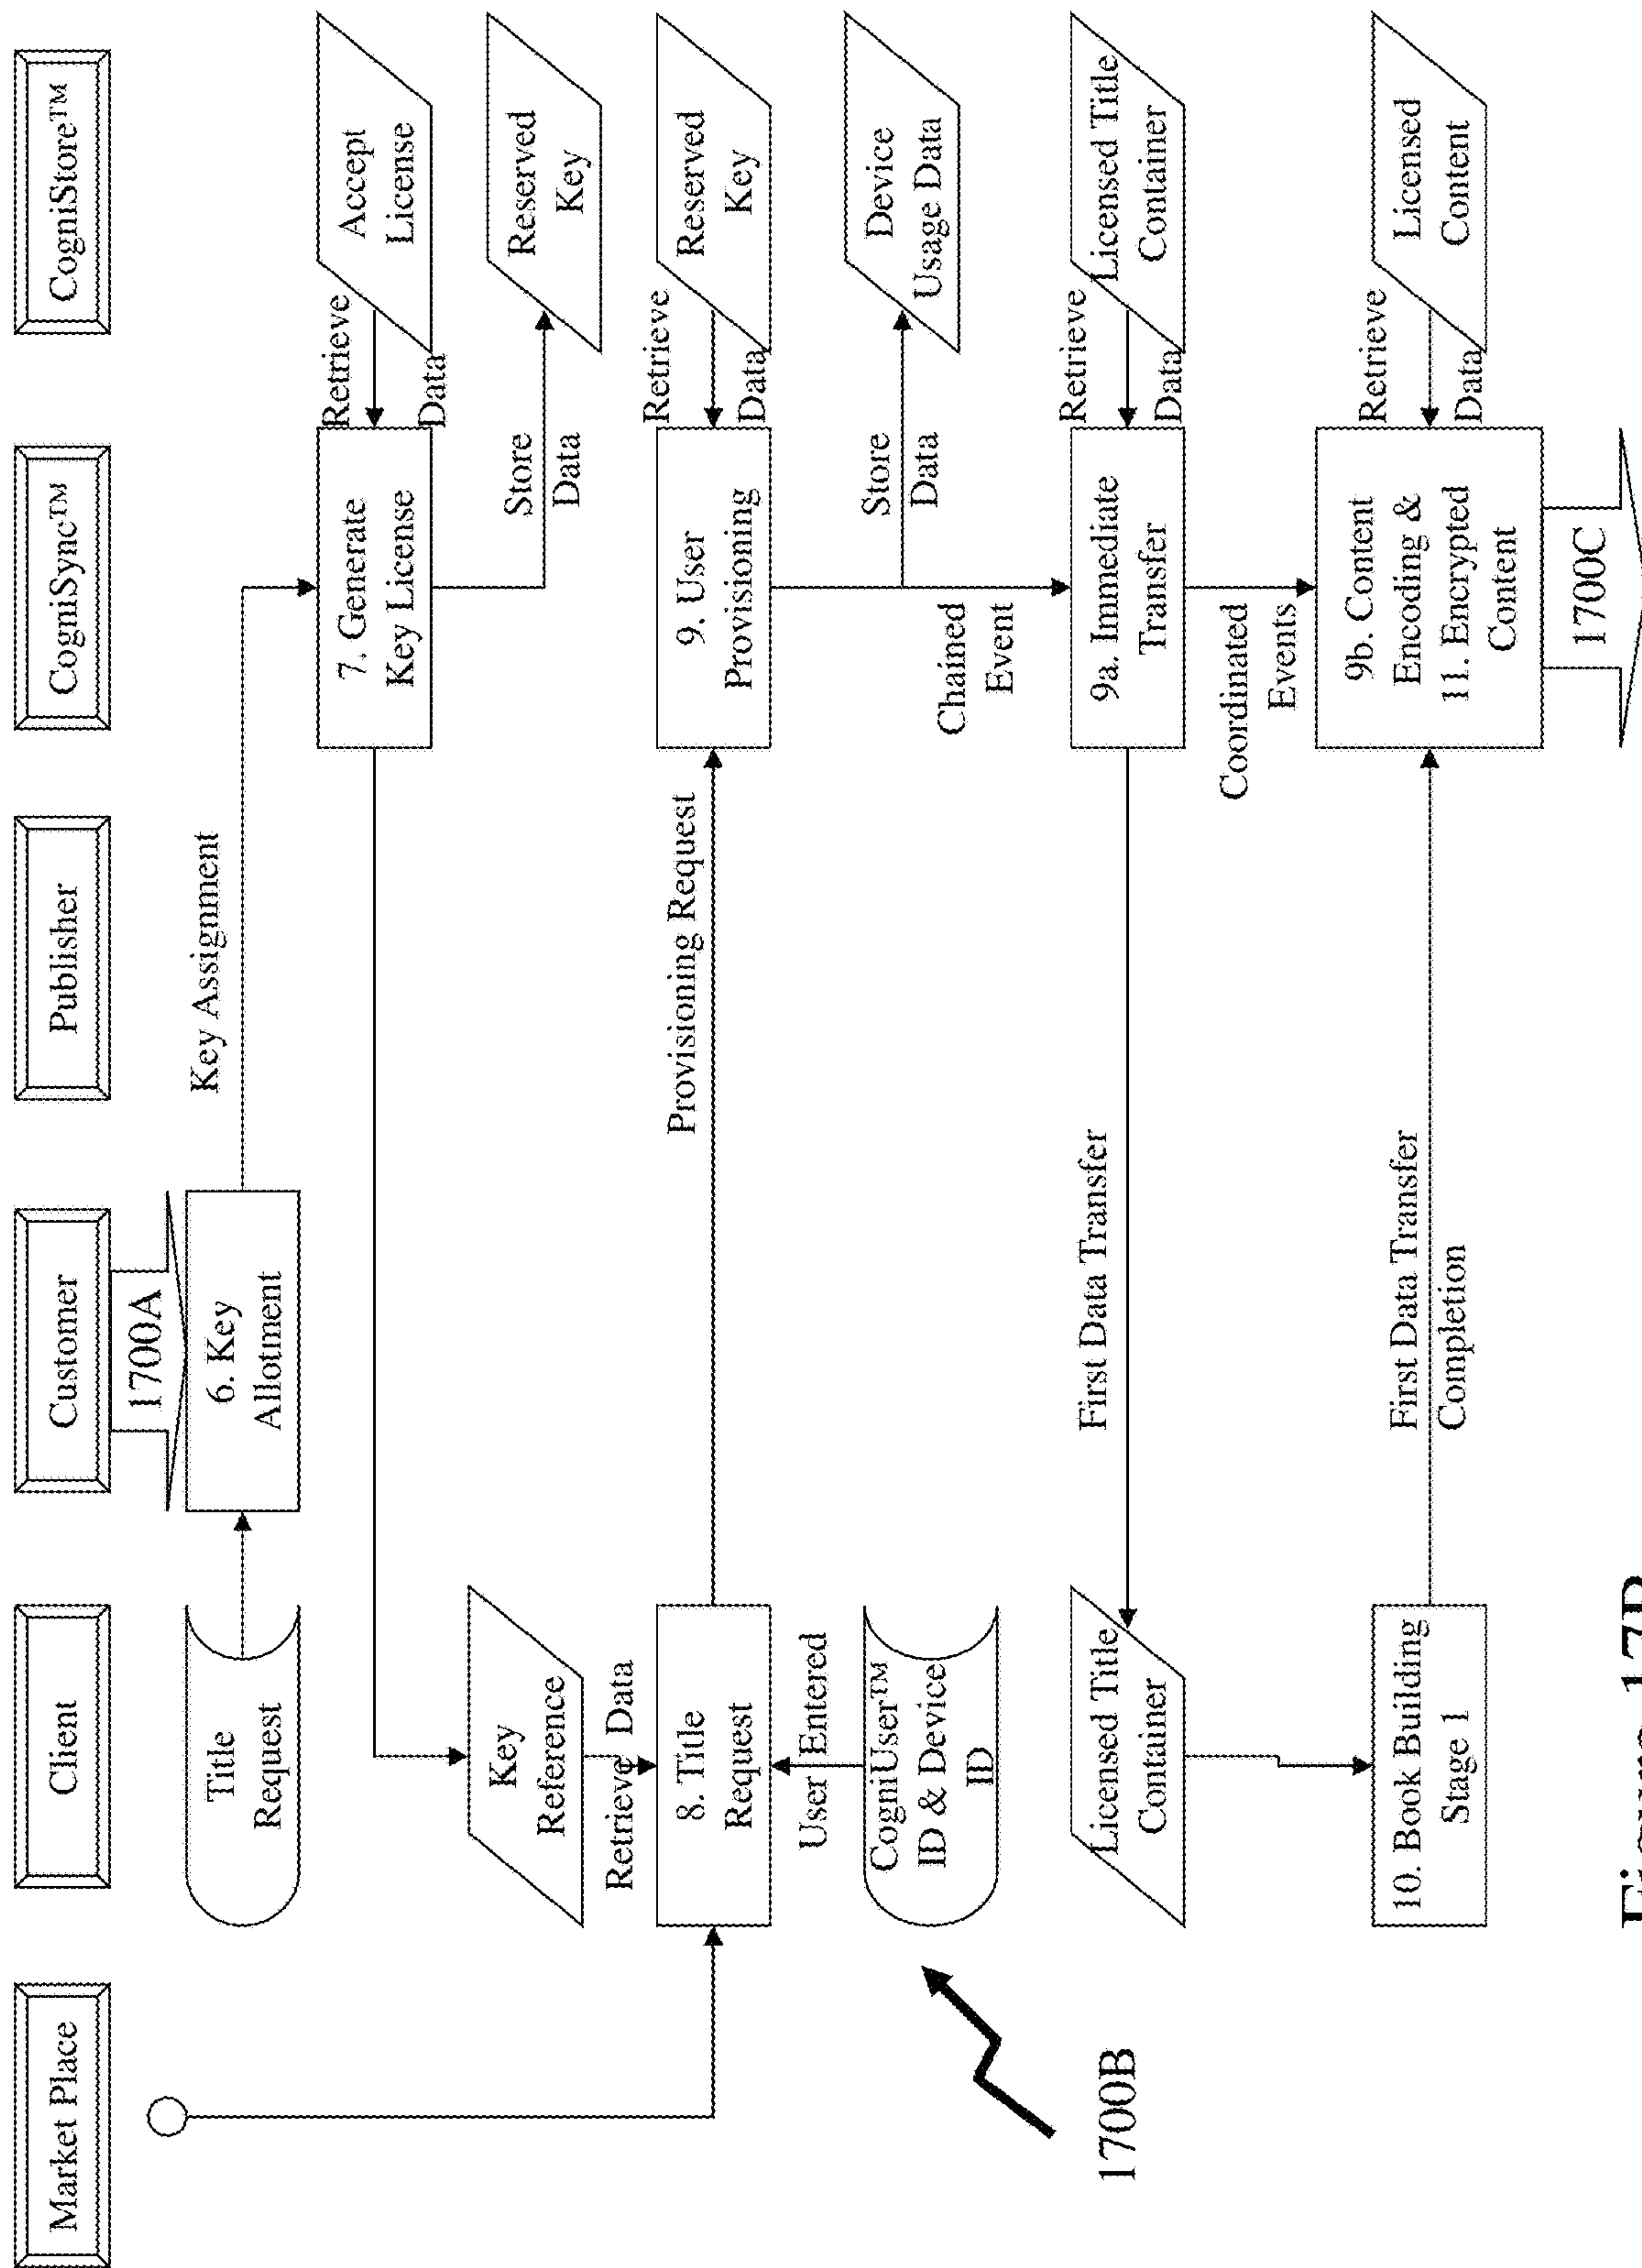 Market Place
Client
Customer
Publisher
CogniSync™
CogniStore™
1700A
Title
Request
6. Key
Allotment
Key Assignment
7. Generate
Key License
Retrieve
Data
Accept
License
Key
Reference
Store
Data
Reserved
Key
Retrieve Data
8. Title
Request
Provisioning Request
9. User
Provisioning
Retrieve
Data
Reserved
Key
User Entered
CogniUser™
ID & Device
ID
Store
Data
Device
Usage Data
Chained
Event
1700B
Licensed Title
Container
First Data Transfer
9a. Immediate
Transfer
Retrieve
Data
Licensed Title
Container
Coordinated
Events
10. Book Building
Stage 1
First Data Transfer
Completion
9b. Content
Encoding &
11. Encrypted
Content
Retrieve
Data
Licensed
Content
1700C
Figure 17B